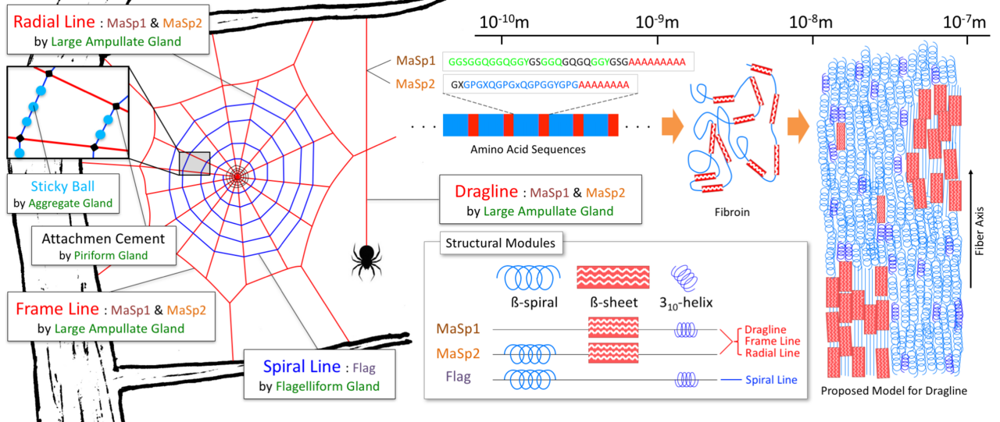 Radial Line : MaSp1 & MaSp2
by Large Ampullate Gland
Sticky Ball
by Aggregate Gland
Attachmen Cement
by Piriform Gland
Frame Line : MaSp1 & MaSp2
by Large Ampullate Gland
Spiral Line : Flag
by Flagelliform Gland
Dragline : MaSp1 & MaSp2
by Large Ampullate Gland
10-10m 10-9m 10-8m 10-7m
MaSp1 GGSGGQGGQGGYGSGGQGQGQGGYGSGAAAAAAAAA
MaSp2 GXGPGXQGPGxQGPGGYGPGAAAAAAAA
. . . . . .
Amino Acid Sequences
Fibroin
Structural Modules
ß-spiral ß-sheet 310-helix
MaSp1
MaSp2
Flag
Dragline
Frame Line
Radial Line
Spiral Line
Fiber Axis
Proposed Model for Dragline